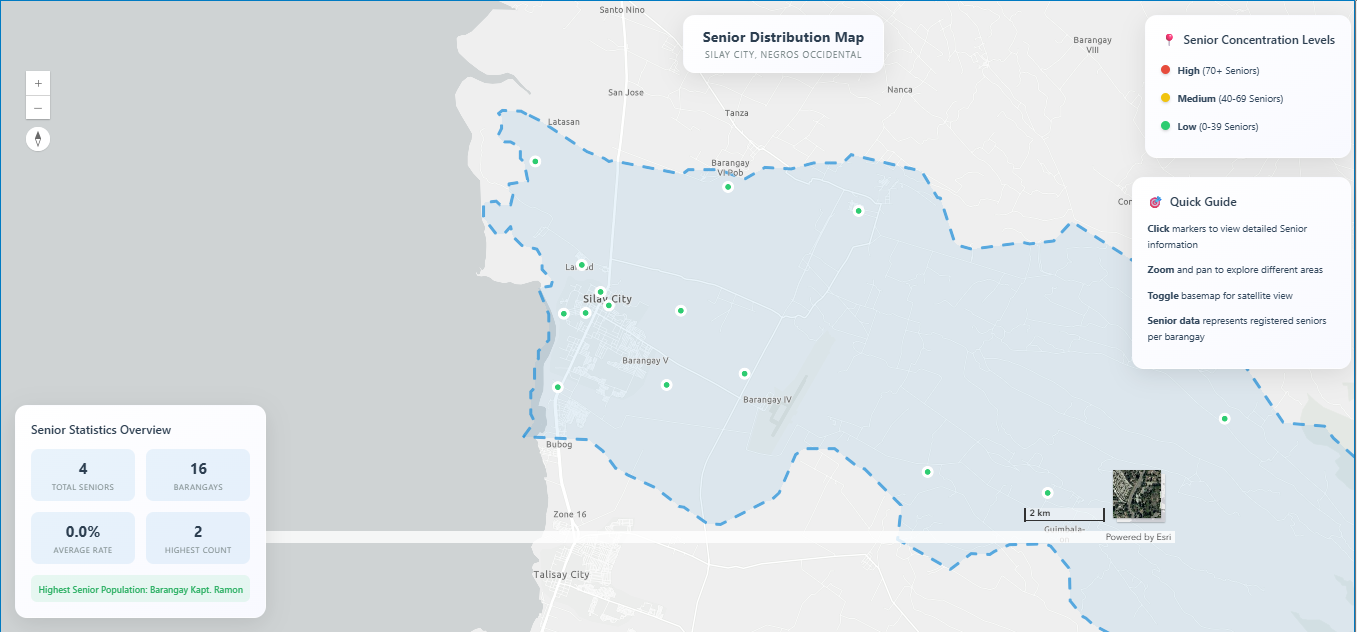 Santo Nino
Senior Distribution Map
SILAY CITY, NEGROS OCCIDENTAL
Barangay
VIII
Senior Concentration Levels
High (70+ Seniors)
Medium (40-69 Seniors)
Low (0-39 Seniors)
+
−
San Jose
Nanca
Tanza
Latasan
Barangay
Quick Guide
Click markers to view detailed Senior
information
Zoom and pan to explore different areas
Toggle basemap for satellite view
Senior data represents registered seniors
per barangay
Silay City
Barangay V
Barangay IV
Bubog
Senior Statistics Overview
4
TOTAL SENIORS
16
BARANGAYS
0.0%
AVERAGE RATE
2
HIGHEST COUNT
Highest Senior Population: Barangay Kapt. Ramon
Zone 16
2 km
Guimbala-
Powered by Esri
Talisay City